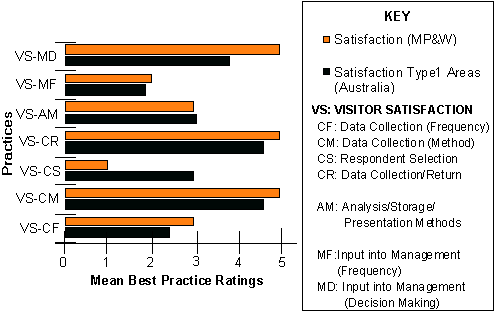 VS-MD
VS-MF
VS-AM
VS-CR
VS-CS
VS-CM
VS-CF
Practices
0 1 2 3 4 5
Mean Best Practice Ratings
KEY
Satisfaction (MP&W)
Satisfaction Type1 Areas
(Australia)
VS: VISITOR SATISFACTION
CF: Data Collection (Frequency)
CM: Data Collection (Method)
CS: Respondent Selection
CR: Data Collection/Return
AM: Analysis/Storage/
Presentation Methods
MF:Input into Management
(Frequency)
MD: Input into Management
(Decision Making)